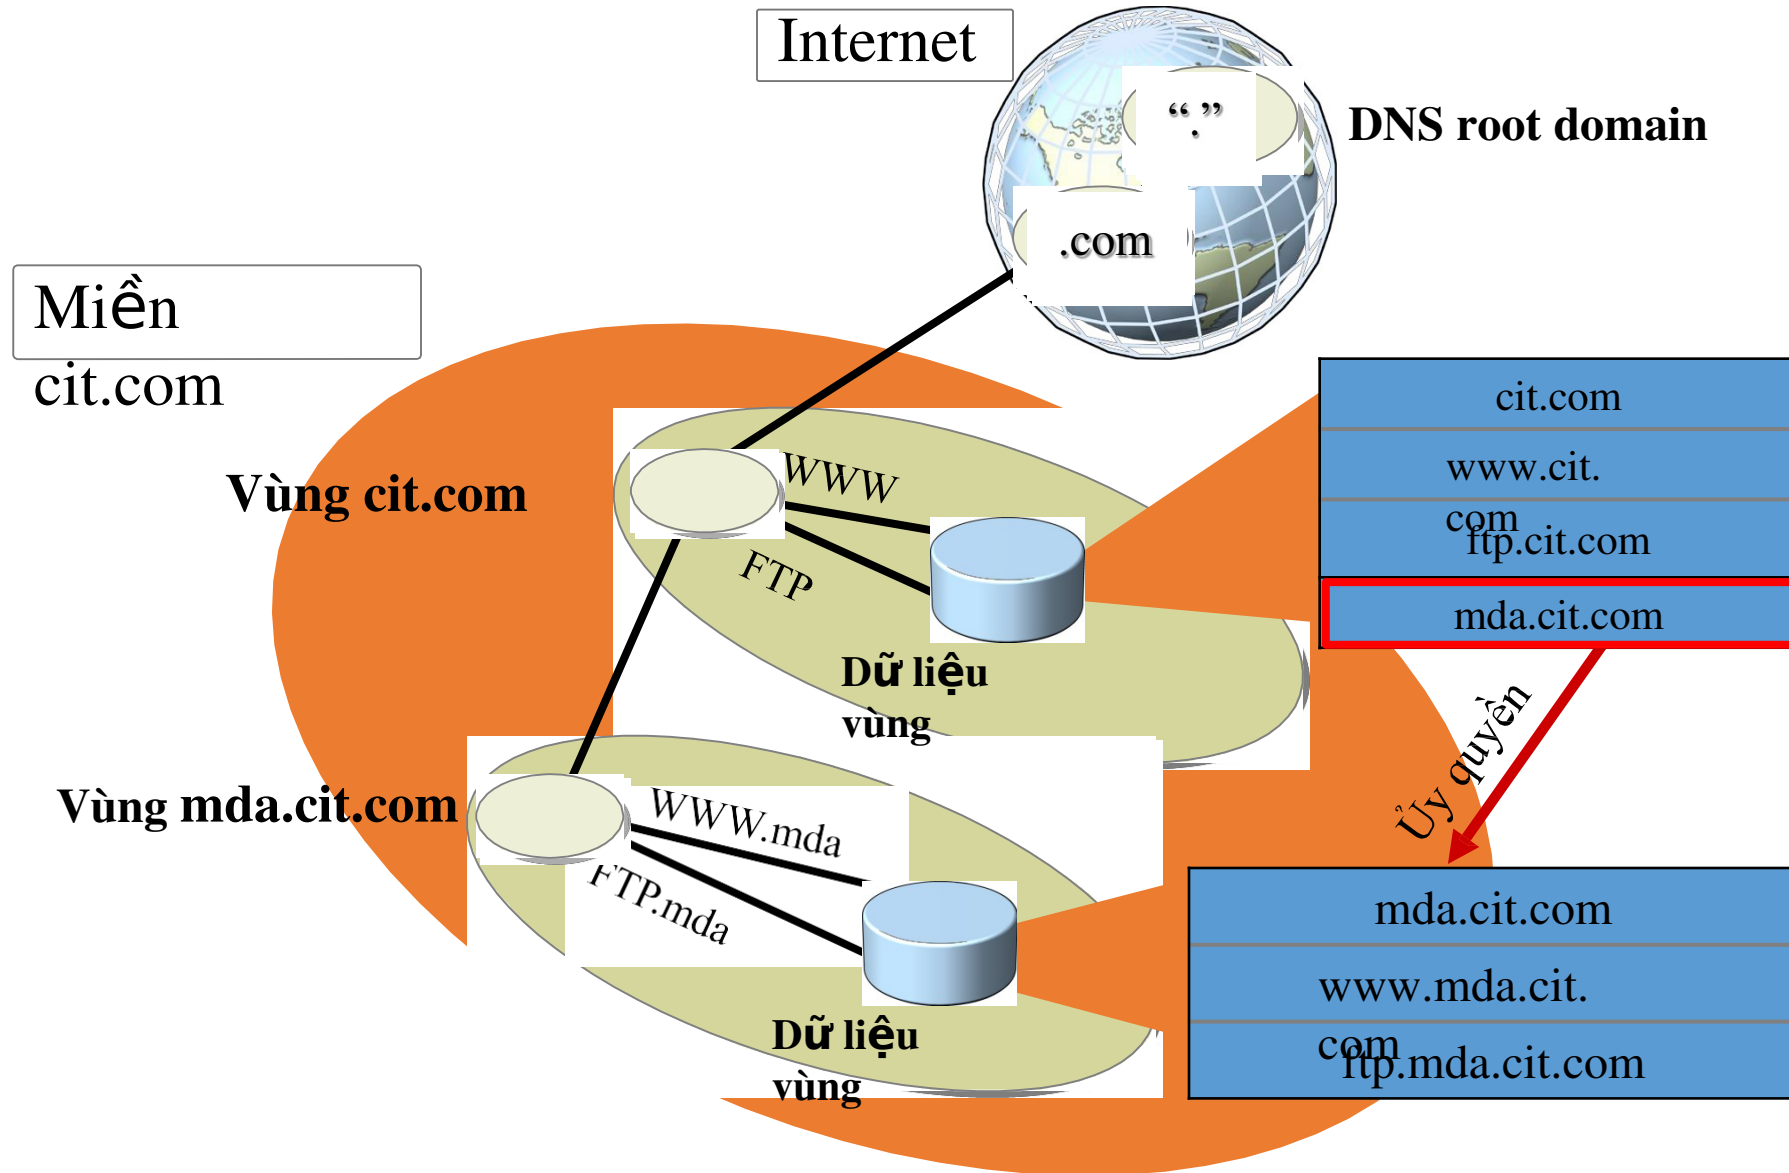 Internet
“.”
DNS root domain
.com
Miền
cit.com
cit.com
www.cit.
com
ftp.cit.com
mda.cit.com
Vùng cit.com
WWW
FTP
Dữ liệu
vùng
Ủy quyền
Vùng mda.cit.com
WWW.mda
FTP.mda
Dữ liệu
vùng
mda.cit.com
www.mda.cit.
com
ftp.mda.cit.com